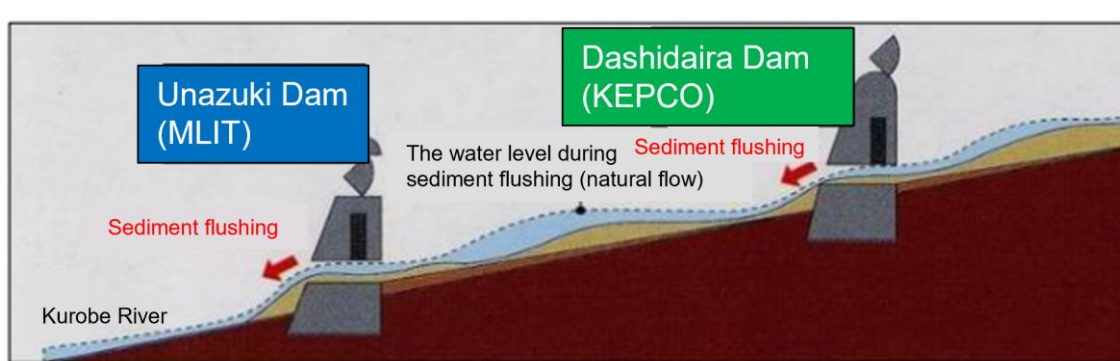 Dashidaira Dam
(KEPCO)
Unazuki Dam
(MLIT)
The water level during
sediment flushing (natural flow)
Sediment flushing
Sediment flushing
Kurobe River